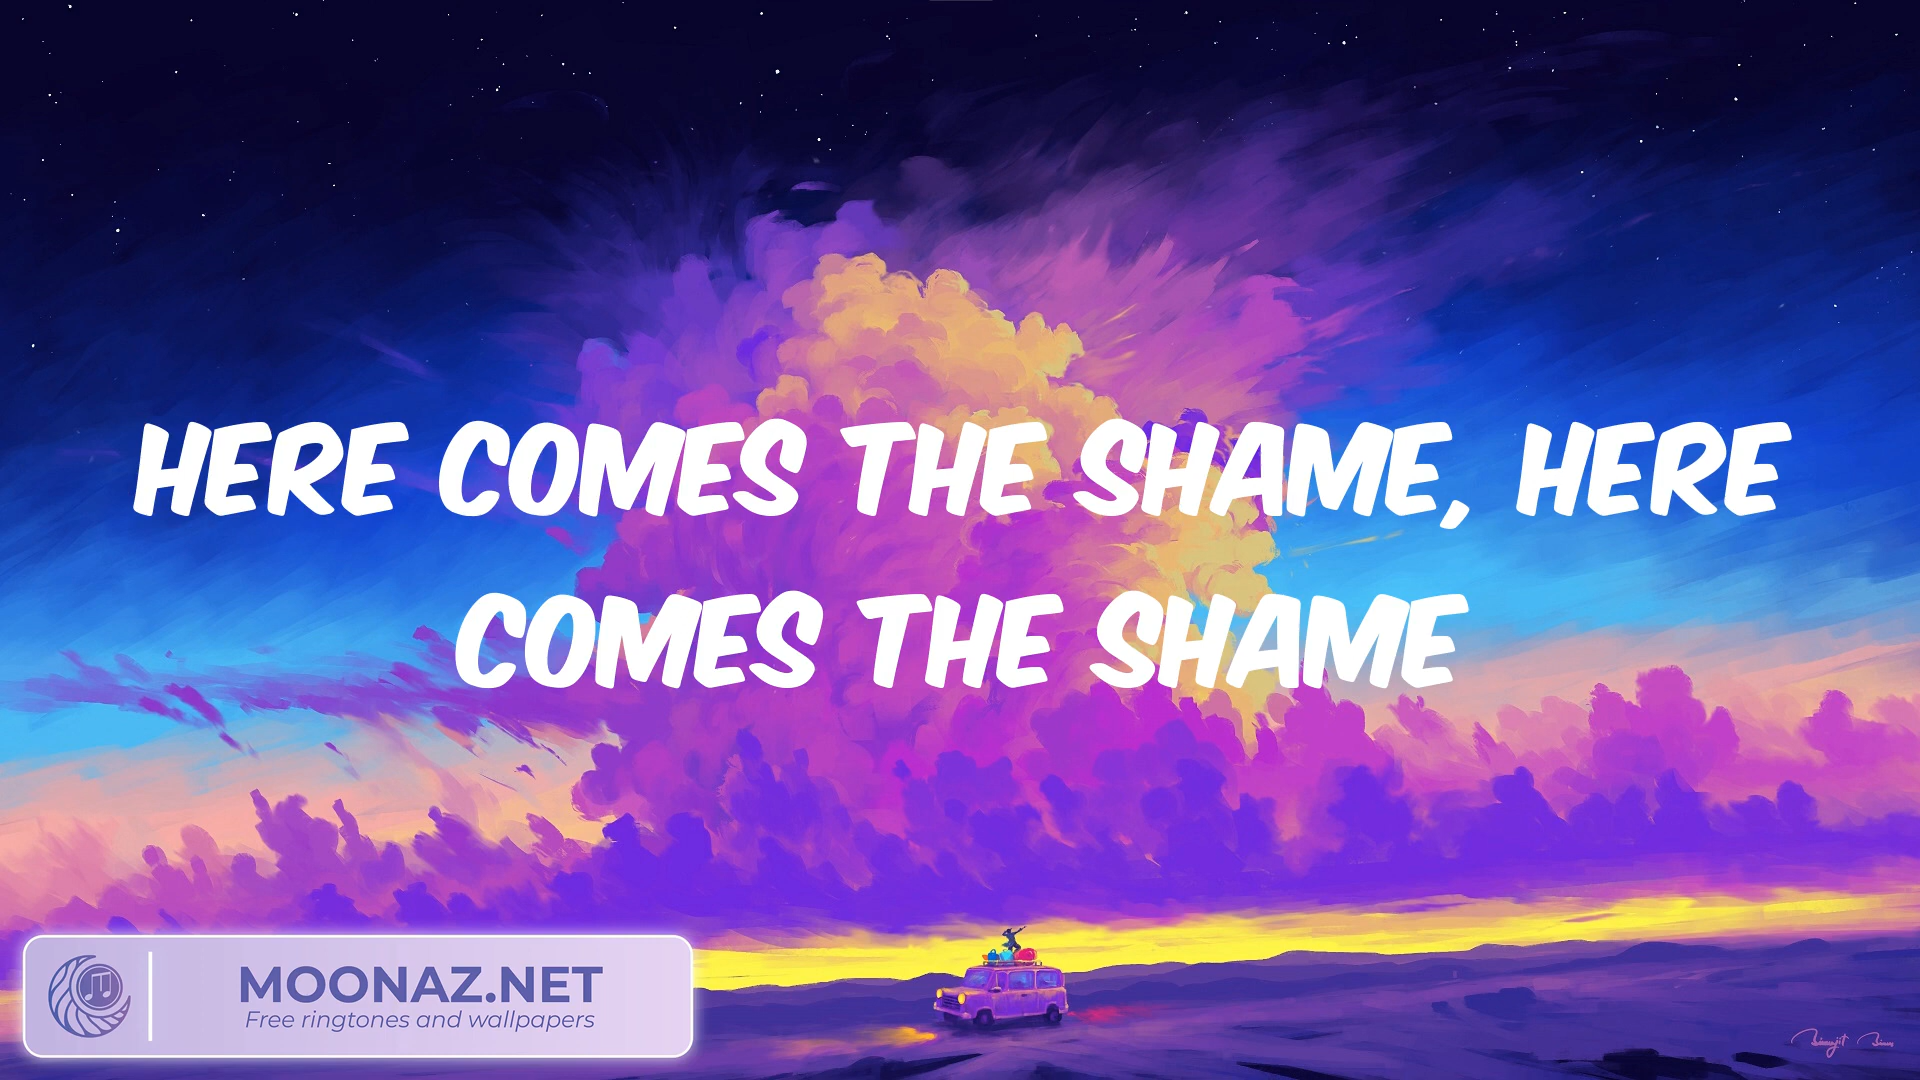 HERE COMES THE SHAME, HERE
COMES THE SHAME
MOONAZ.NET
Free ringtones and wallpapers